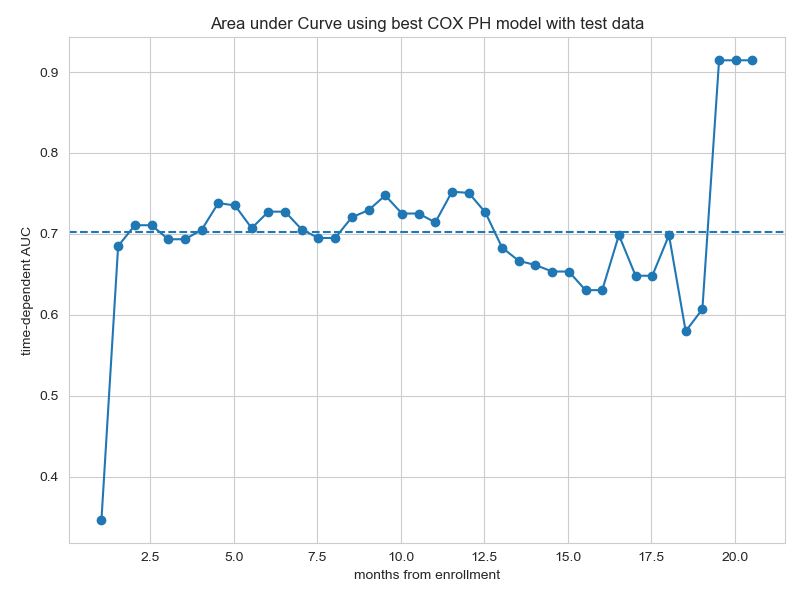 Area under Curve using best COX PH model with test data
time-dependent AUC
0.9
0.8
0.7
0.6
0.5
0.4
2.5 5.0 7.5 10.0 12.5 15.0 17.5 20.0
months from enrollment